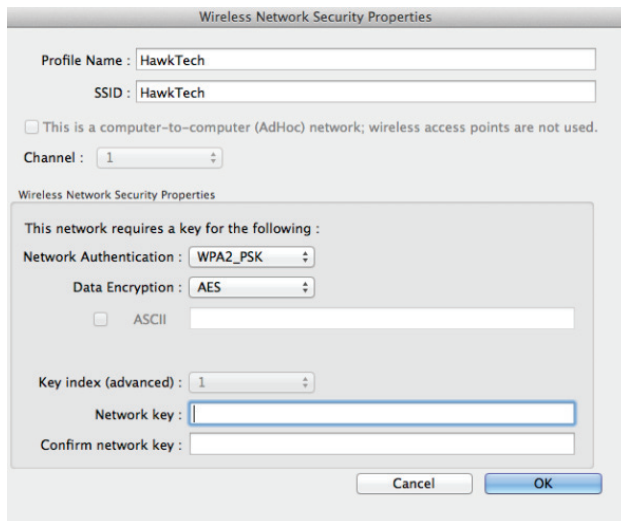 Wireless Network Security Properties
Profile Name : HawkTech
SSID : HawkTech
This is a computer-to-computer (AdHoc) network; wireless access points are not used.
Channel : 1
Wireless Network Security Properties
This network requires a key for the following :
Network Authentication : WPA2_PSK
Data Encryption : AES
ASCII
Key index (advanced) : 1
Network key :
Confirm network key :
Cancel OK